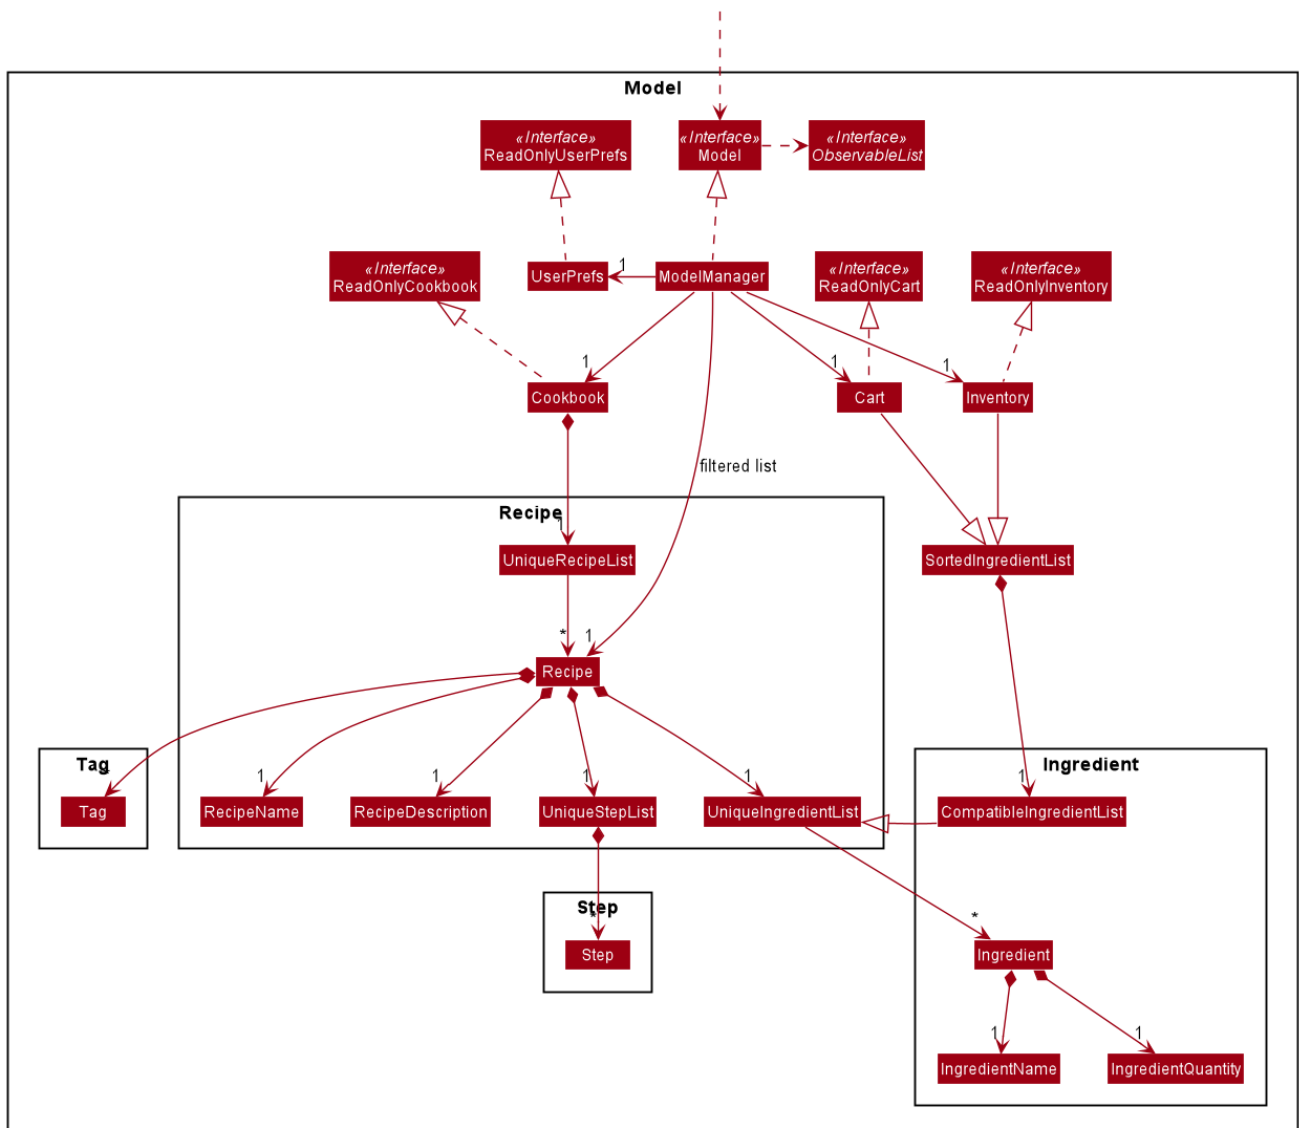 Model
«Interface»
ReadOnlyUserPrefs
«Interface»
Model
«Interface»
ObservableList
«Interface»
ReadOnlyCookbook
UserPrefs
1
ModelManager
«Interface»
ReadOnlyCart
«Interface»
ReadOnlyInventory
1
1
1
Cookbook
Cart
Inventory
filtered list
Recipe
1
UniqueRecipeList
SortedIngredientList
*
1
Recipe
Tag
Ingredient
*
1
1
1
1
1
Tag
RecipeName
RecipeDescription
UniqueStepList
UniqueIngredientList
CompatibleIngredientList
Step
*
*
Step
Ingredient
1
1
IngredientName
IngredientQuantity